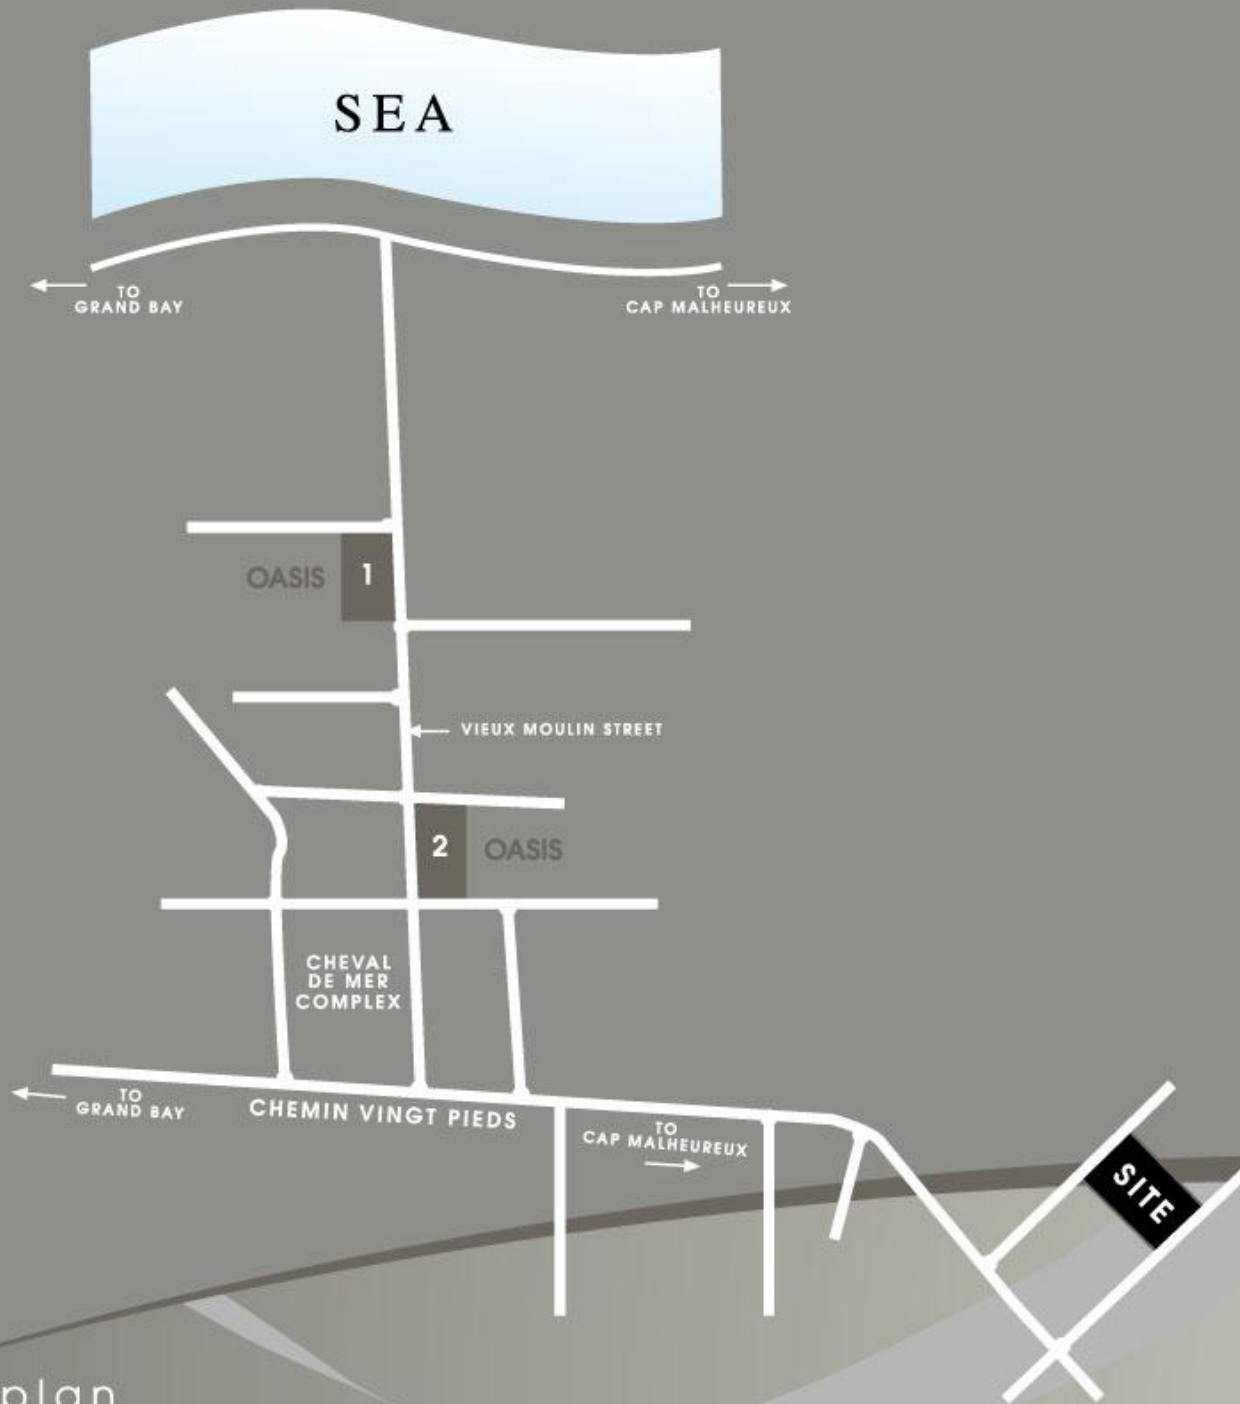 SEA
TO
GRAND BAY
TO
CAP MALHEUREUX
OASIS 1
VIEUX MOULIN STREET
2 OASIS
CHEVAL
DE MER
COMPLEX
TO
GRAND BAY
CHEMIN VINGT PIEDS
TO
CAP MALHEUREUX
SITE
plan